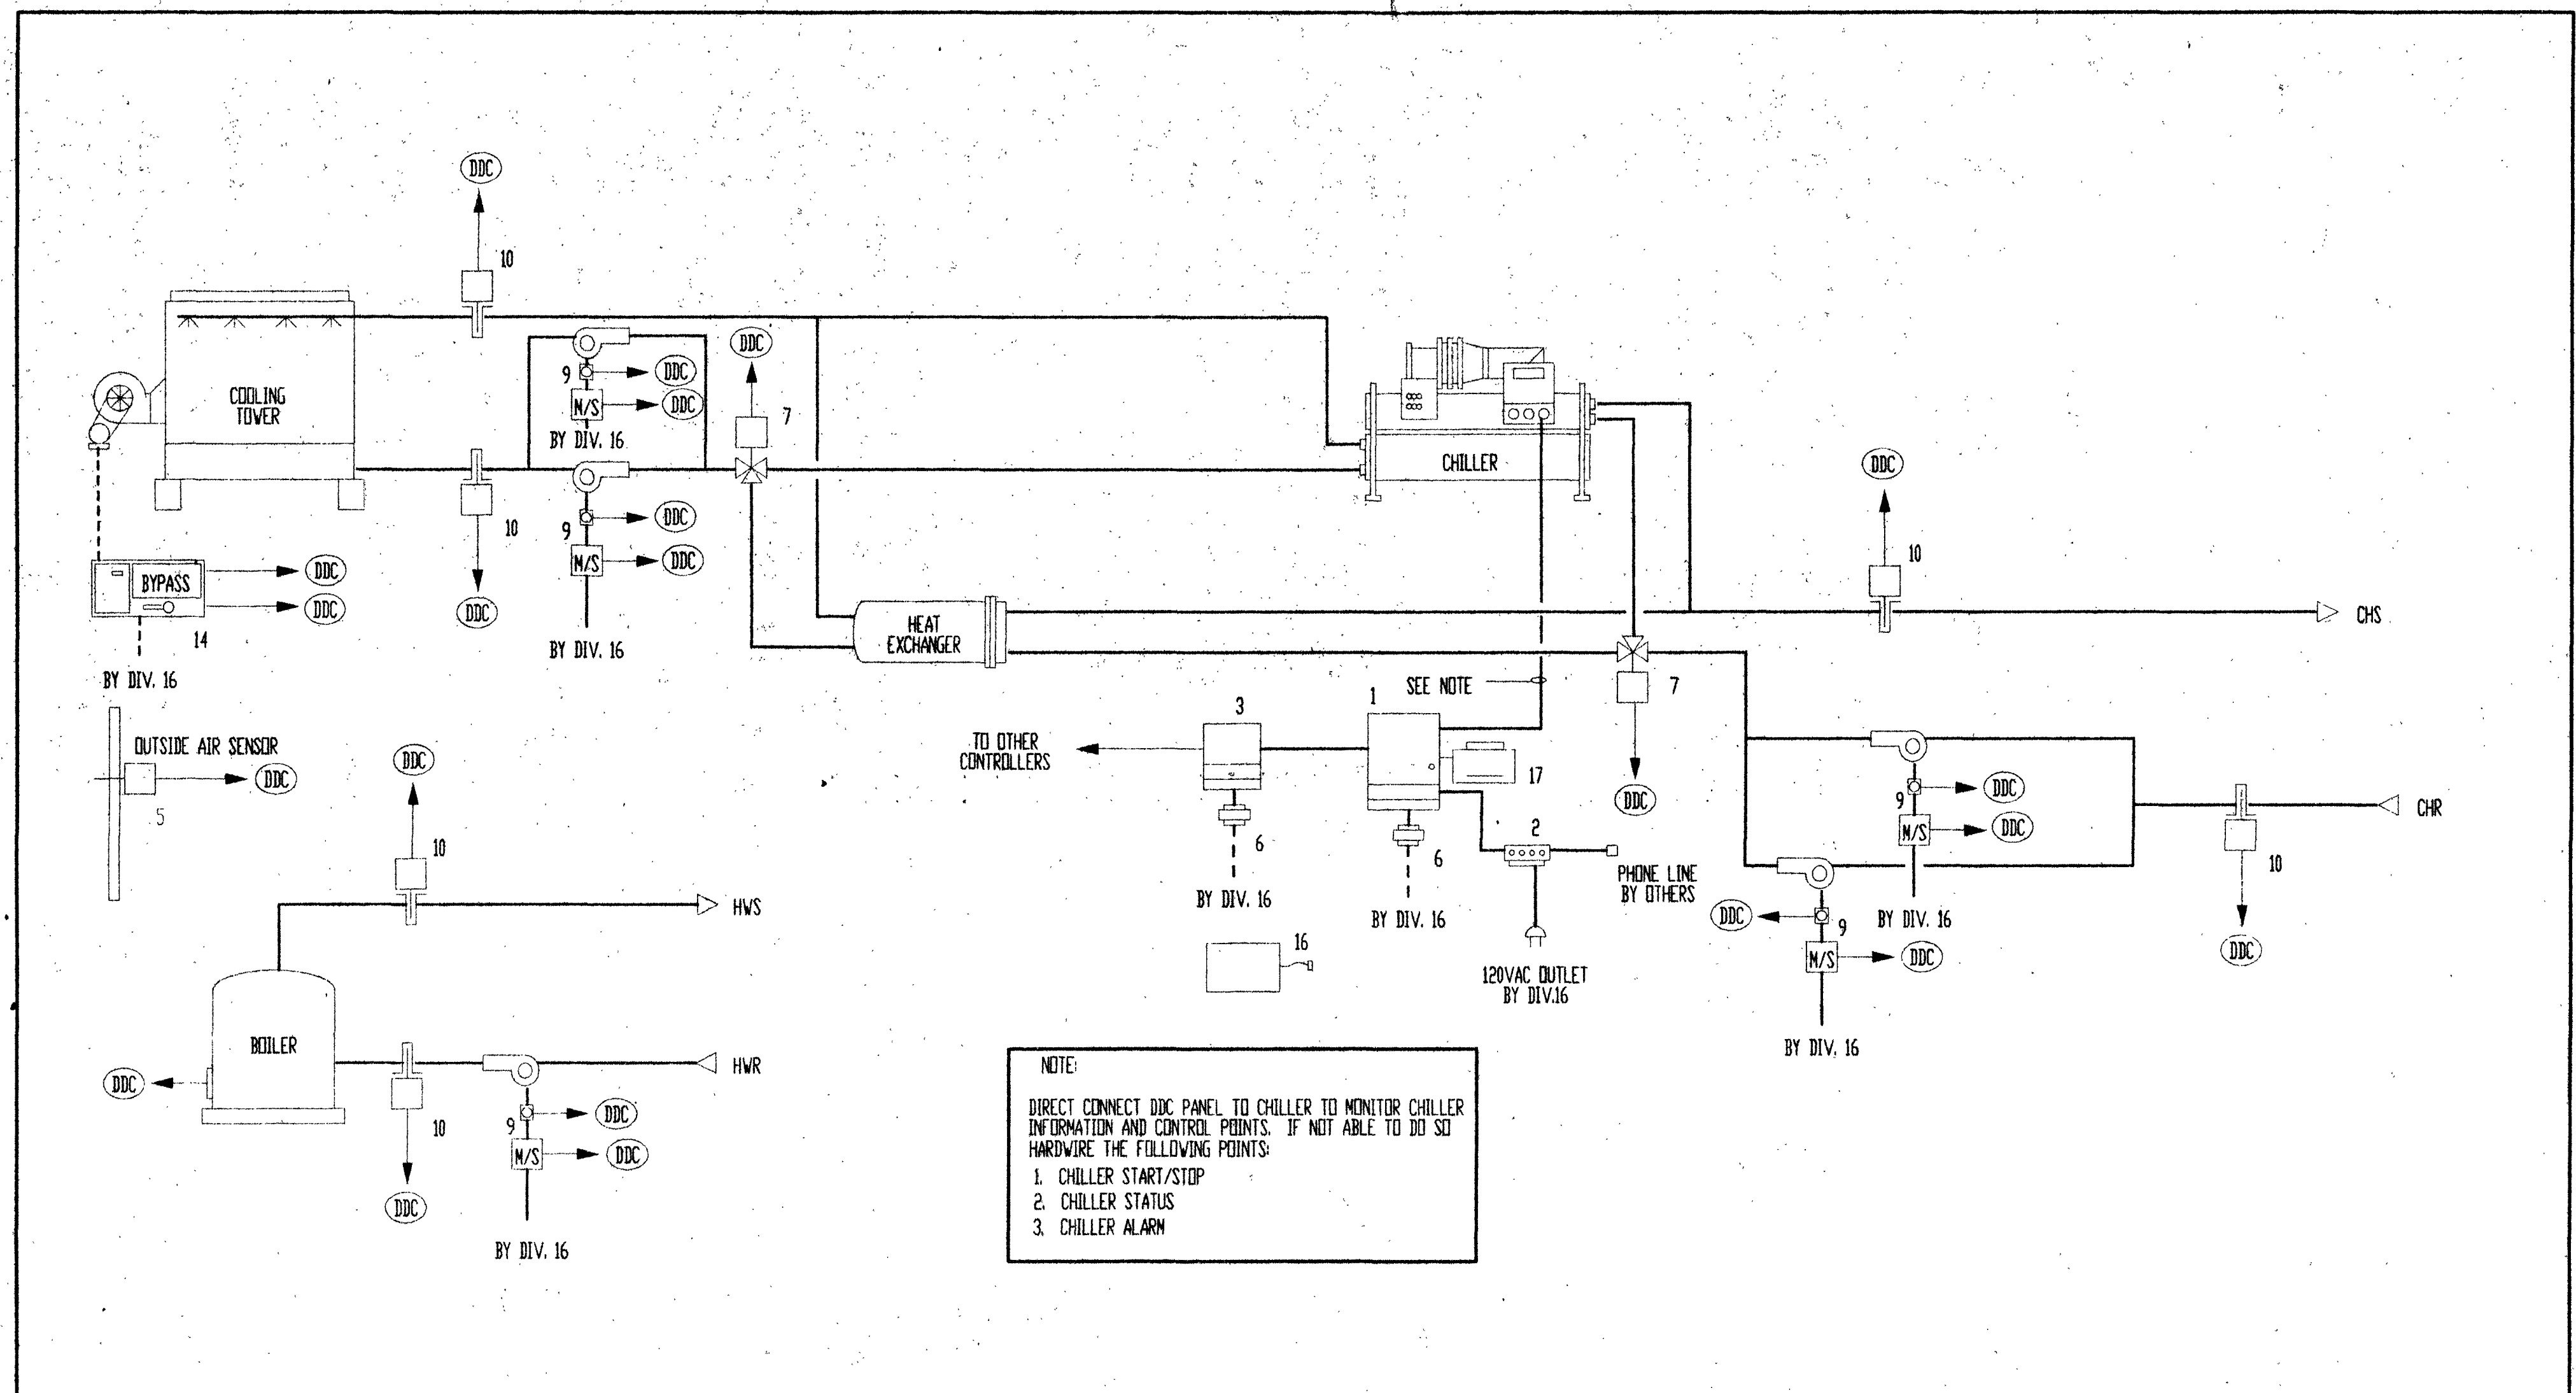 DDC
10
DDC
9
DDC
M/S
DDC
BY DIV. 16
7
COOLING
TOWER
10
DDC
9
DDC
M/S
DDC
BY DIV. 16
BYPASS
DDC
DDC
14
BY DIV. 16
CHILLER
DDC
10
CHS
HEAT
EXCHANGER
SEE NOTE
7
DDC
OUTSIDE AIR SENSOR
DDC
5
TO OTHER
CONTROLLERS
3
1
17
6
BY DIV. 16
6
BY DIV. 16
2
PHONE LINE
BY OTHERS
120VAC OUTLET
BY DIV.16
16
9
DDC
M/S
DDC
BY DIV. 16
DDC
9
M/S
DDC
BY DIV. 16
CHR
10
DDC
DDC
10
HWS
BOILER
DDC
10
DDC
HWR
9
DDC
M/S
DDC
BY DIV. 16
NOTE:
DIRECT CONNECT DDC PANEL TO CHILLER TO MONITOR CHILLER
INFORMATION AND CONTROL POINTS. IF NOT ABLE TO DO SO
HARDWIRE THE FOLLOWING POINTS:
1. CHILLER START/STOP
2. CHILLER STATUS
3. CHILLER ALARM